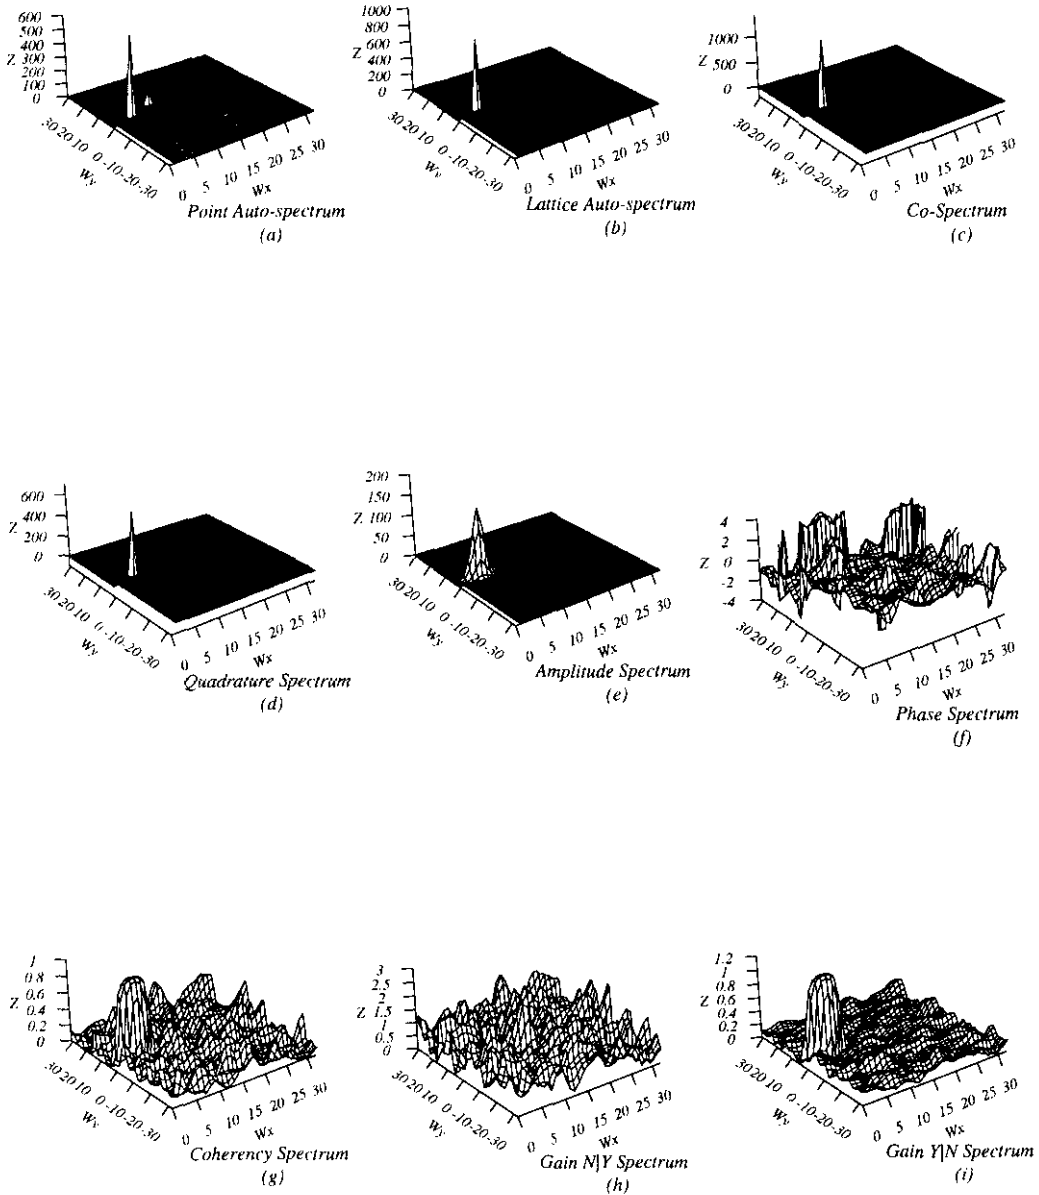 600
500
400
300
200
100
0
Z
30 20 10 0 -10 -20 -30
Wy
0 5 10 15 20 25 30
Wx
Point Auto-spectrum
(a)
1000
800
600
400
200
0
Z
30 20 10 0 -10 -20 -30
Wy
0 5 10 15 20 25 30
Wx
Lattice Auto-spectrum
(b)
1000
500
0
Z
30 20 10 0 -10 -20 -30
Wy
0 5 10 15 20 25 30
Wx
Co-Spectrum
(c)
600
400
200
0
Z
30 20 10 0 -10 -20 -30
Wy
0 5 10 15 20 25 30
Wx
Quadrature Spectrum
(d)
200
150
100
50
0
Z
30 20 10 0 -10 -20 -30
Wy
0 5 10 15 20 25 30
Wx
Amplitude Spectrum
(e)
4
2
0
-2
-4
Z
30 20 10 0 -10 -20 -30
Wy
0 5 10 15 20 25 30
Wx
Phase Spectrum
(f)
1
0.8
0.6
0.4
0.2
0
Z
30 20 10 0 -10 -20 -30
Wy
0 5 10 15 20 25 30
Wx
Coherency Spectrum
(g)
3
2.5
2
1.5
1
0.5
0
Z
30 20 10 0 -10 -20 -30
Wy
0 5 10 15 20 25 30
Wx
Gain N|Y Spectrum
(h)
1.2
1
0.8
0.6
0.4
0.2
0
Z
30 20 10 0 -10 -20 -30
Wy
0 5 10 15 20 25 30
Wx
Gain Y|N Spectrum
(i)